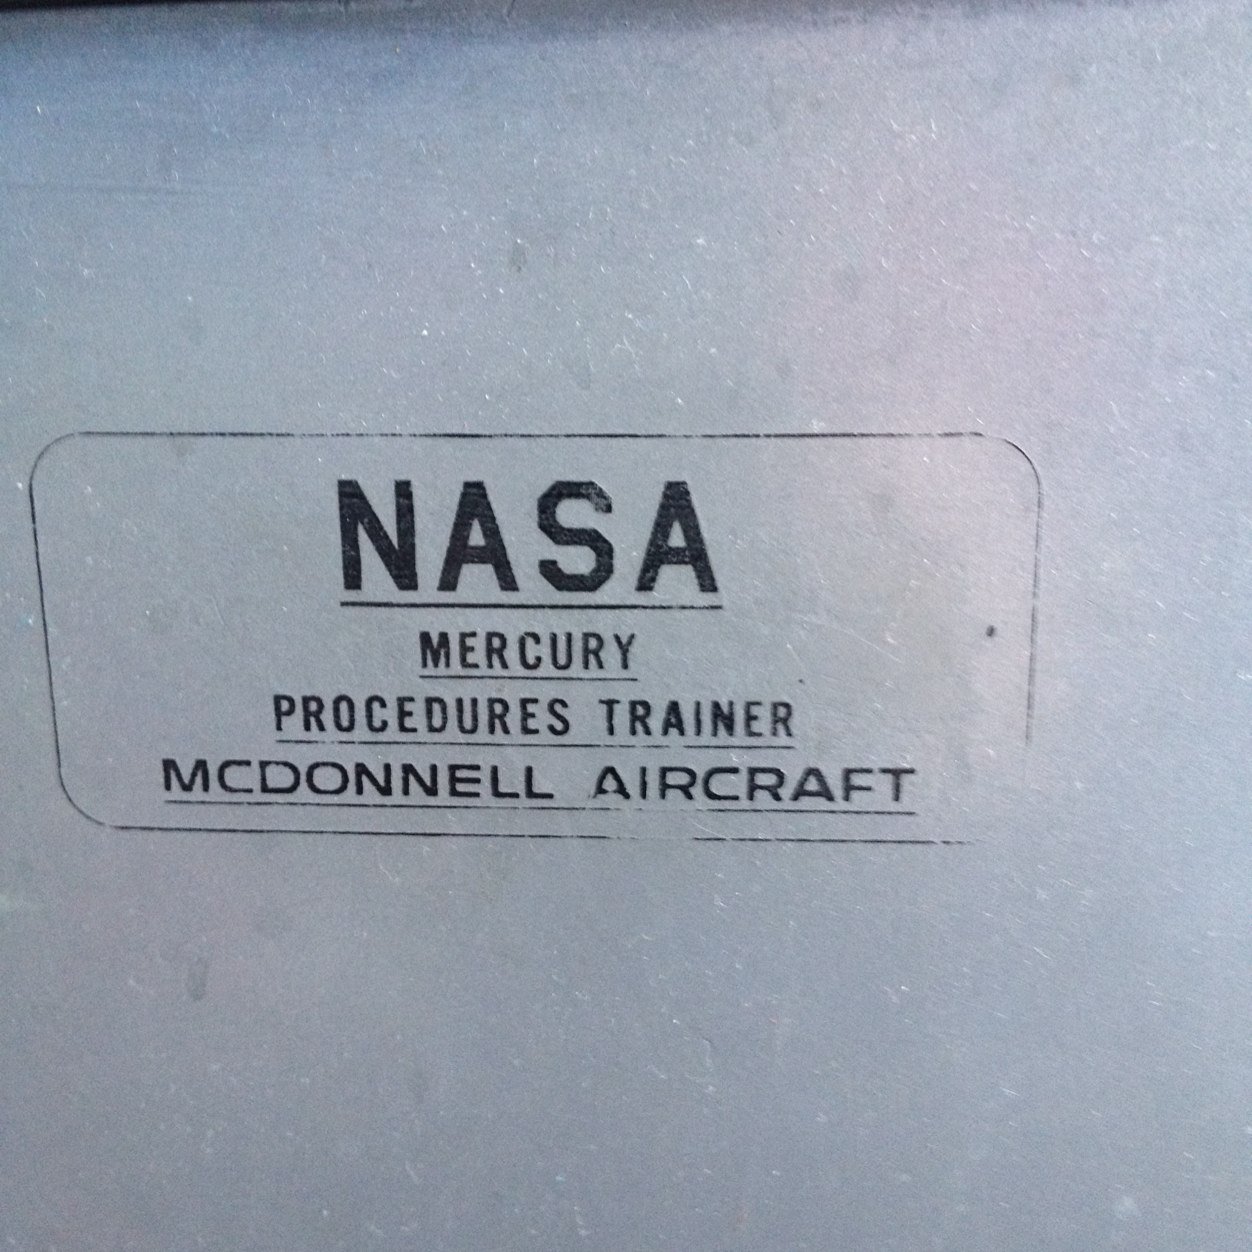 NASA
MERCURY
PROCEDURES TRAINER
MCDONNELL AIRCRAFT